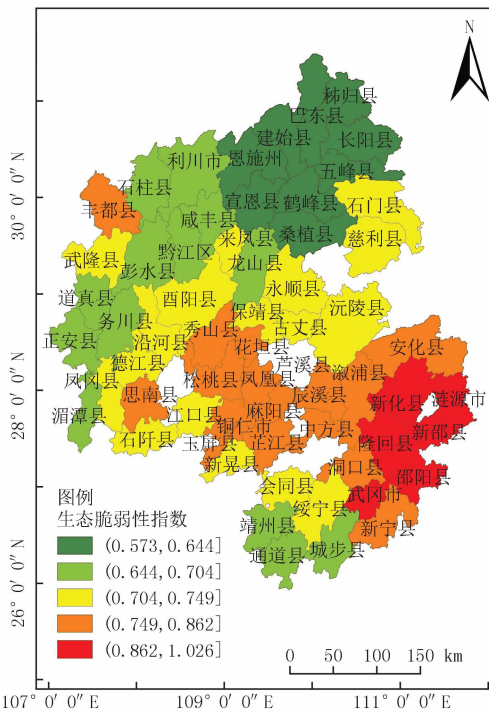 N
秭归县
巴东县
建始县
长阳县
利川市
恩施州
五峰县
石柱县
宣恩县
鹤峰县
石门县
丰都县
咸丰县
来凤县
桑植县
慈利县
武隆县
黔江区
彭水县
龙山县
永顺县
道真县
酉阳县
保靖县
沅陵县
务川县
秀山县
古丈县
正安县
沿河县
花垣县
安化县
德江县
芦溪县
溆浦县
凤冈县
思南县
松桃县
凤凰县
辰溪县
新化县
涟源市
湄潭县
江口县
麻阳县
铜仁市
中方县
新邵县
石阡县
玉屏县
芷江县
隆回县
新晃县
洞口县
邵阳县
会同县
武冈市
绥宁县
新宁县
靖州县
通道县
城步县
图例
生态脆弱性指数
(0.573,0.644]
(0.644,0.704]
(0.704,0.749]
(0.749,0.862]
(0.862,1.026]
0 50 100 150 km
30° 0′ 0″ N
28° 0′ 0″ N
26° 0′ 0″ N
107° 0′ 0″ E
109° 0′ 0″ E
111° 0′ 0″ E